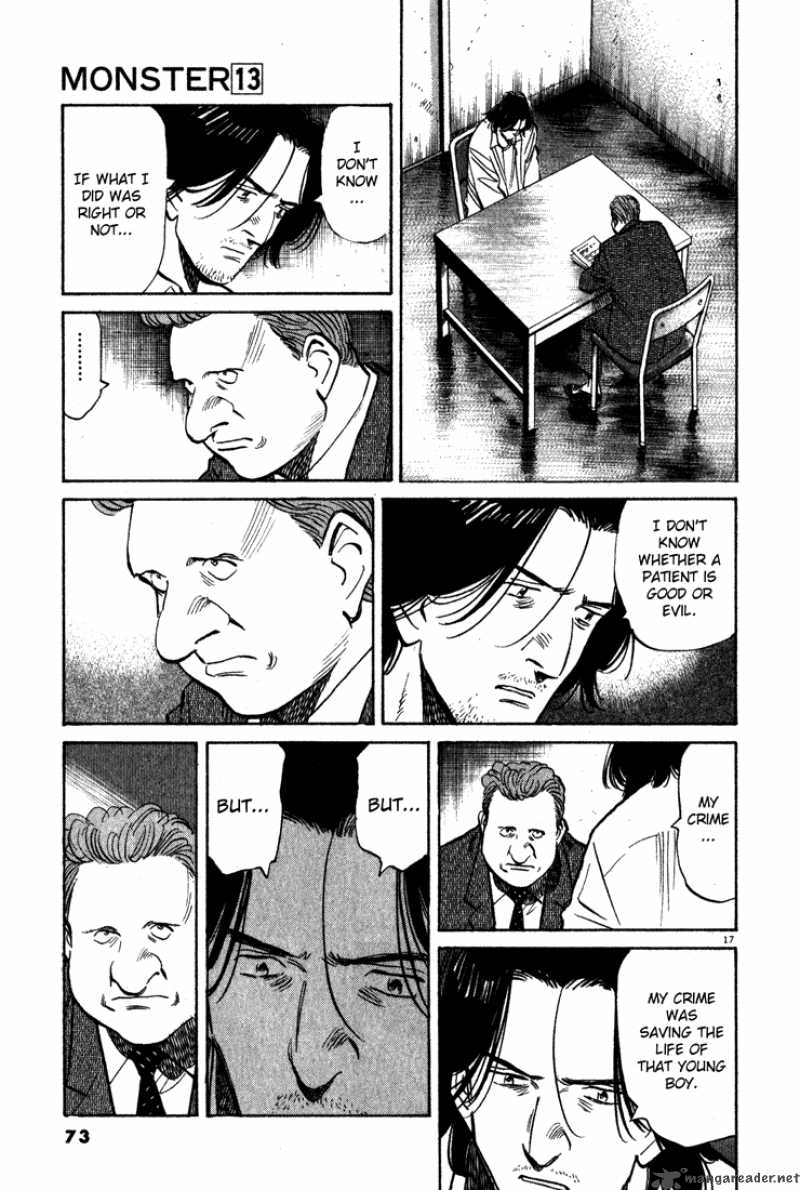 MONSTER 13
I
DON'T
KNOW
...
IF WHAT I
DID WAS
RIGHT OR
NOT...
........
I DON'T
KNOW
WHETHER A
PATIENT IS
GOOD OR
EVIL.
MY
CRIME
...
17
MY CRIME
WAS
SAVING THE
LIFE OF
THAT YOUNG
BOY.
BUT...
BUT...
73
mangareader.net